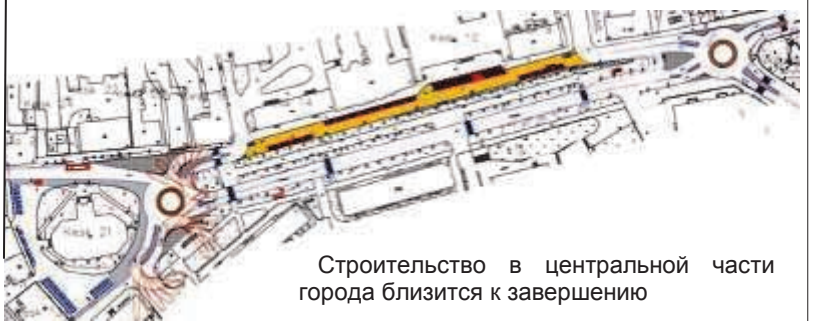 Строительство в центральной части
города близится к завершению